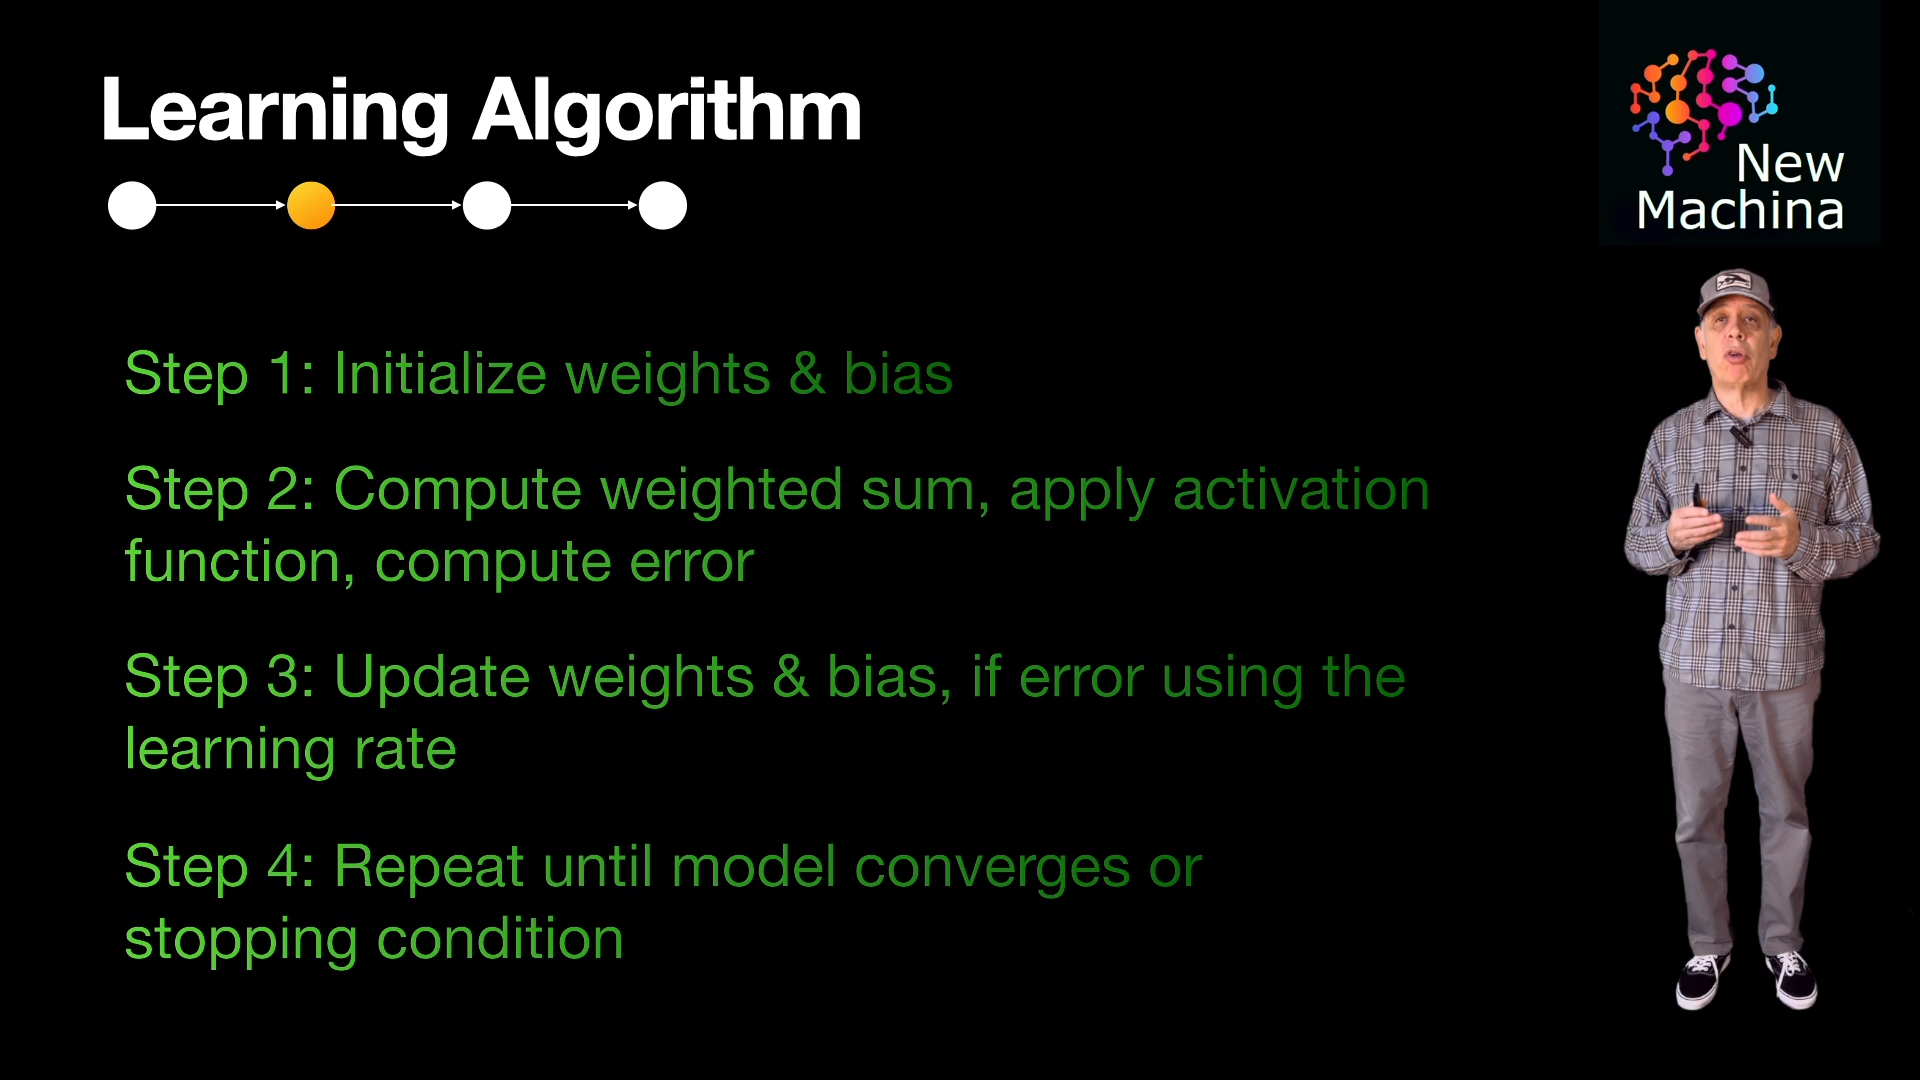 Learning Algorithm
New
Machina
Step 1: Initialize weights & bias
Step 2: Compute weighted sum, apply activation
function, compute error
Step 3: Update weights & bias, if error using the
learning rate
Step 4: Repeat until model converges or
stopping condition